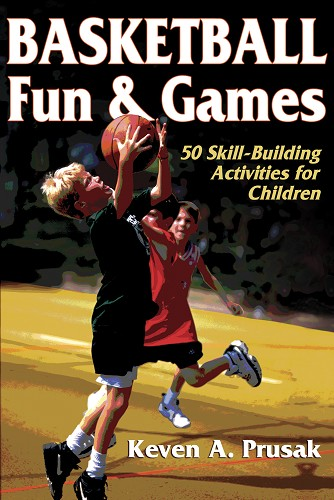 BASKETBALL
Fun & Games
50 Skill-Building
Activities for
Children
Keven A. Prusak